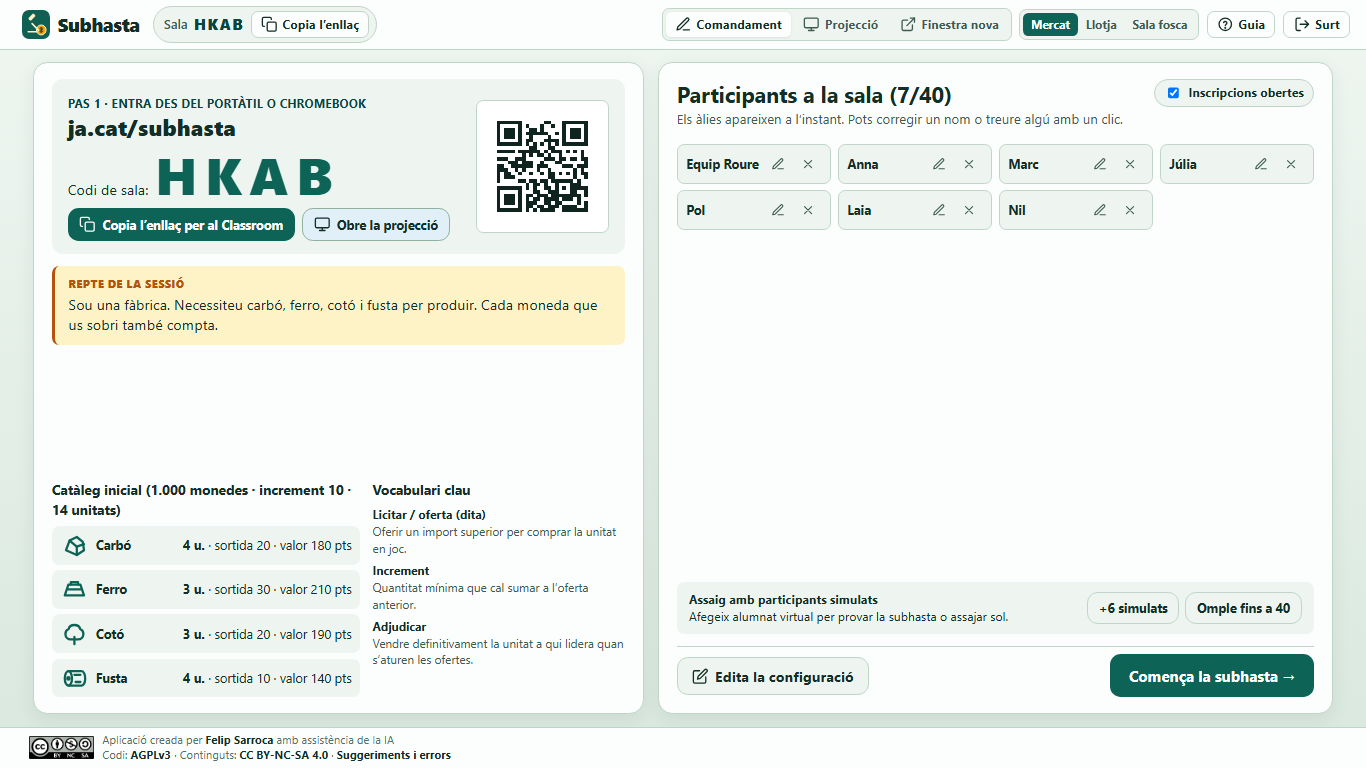 Subhasta
Sala HKAB Copia l'enllaç
Comandament Projecció Finestra nova
Mercat Llotja Sala fosca
Guia
Surt
PAS 1 · ENTRA DES DEL PORTÀTIL O CHROMEBOOK
ja.cat/subhasta
Codi de sala: HKAB
Copia l'enllaç per al Classroom
Obre la projecció
REPTE DE LA SESSIÓ
Sou una fàbrica. Necessiteu carbó, ferro, cotó i fusta per produir. Cada moneda que
us sobri també compta.
Catàleg inicial (1.000 monedes · increment 10 ·
14 unitats)
Carbó 4 u. · sortida 20 · valor 180 pts
Ferro 3 u. · sortida 30 · valor 210 pts
Cotó 3 u. · sortida 20 · valor 190 pts
Fusta 4 u. · sortida 10 · valor 140 pts
Vocabulari clau
Licitar / oferta (dita)
Oferir un import superior per comprar la unitat
en joc.
Increment
Quantitat mínima que cal sumar a l'oferta
anterior.
Adjudicar
Vendre definitivament la unitat a qui lidera quan
s'aturen les ofertes.
Participants a la sala (7/40)
Inscripcions obertes
Els àlies apareixen a l'instant. Pots corregir un nom o treure algú amb un clic.
Equip Roure
Anna
Marc
Júlia
Pol
Laia
Nil
Assaig amb participants simulats
Afegeix alumnat virtual per provar la subhasta o assajar sol.
+6 simulats
Omple fins a 40
Edita la configuració
Comença la subhasta →
CC BY NC SA
Aplicació creada per Felip Sarroca amb assistència de la IA
Codi: AGPLv3 · Continguts: CC BY-NC-SA 4.0 · Suggeriments i errors